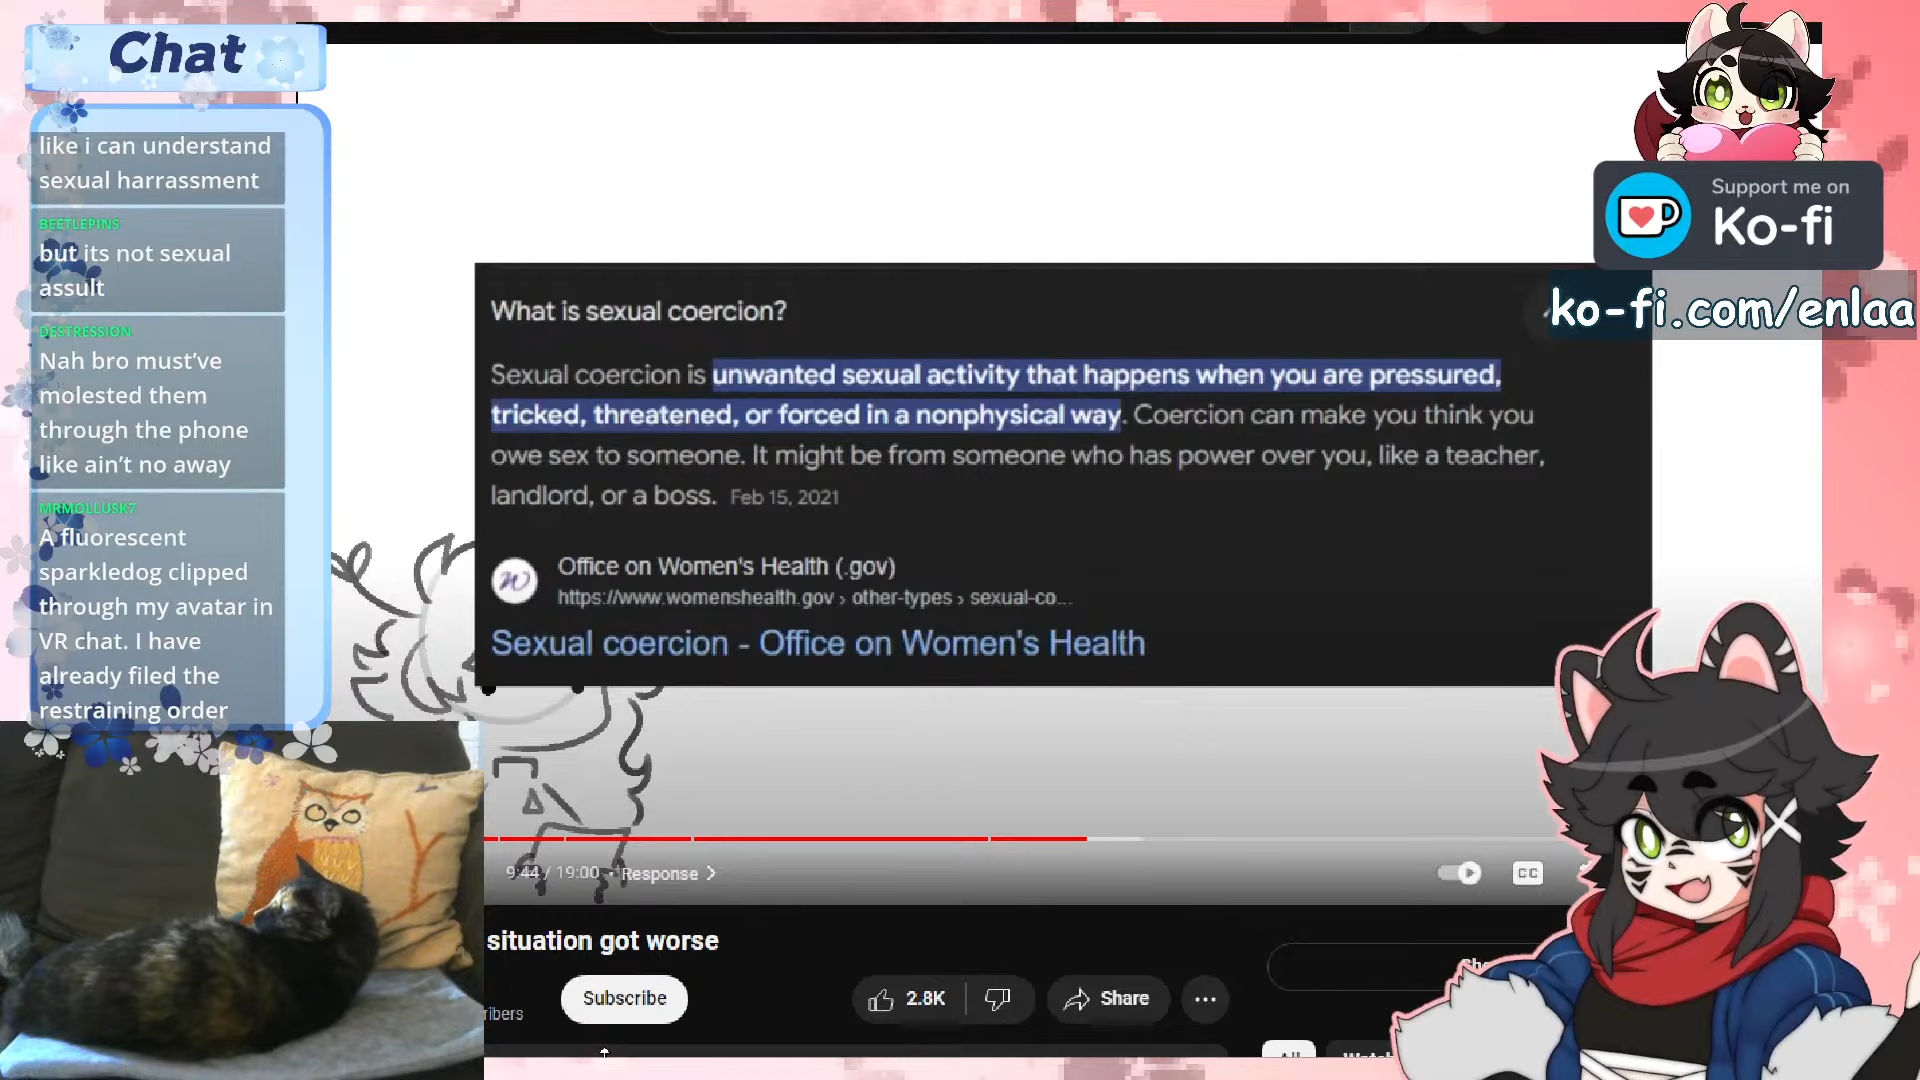 Chat
like i can understand
sexual harrassment
BEETLEPINS
but its not sexual
assult
DESTRESSION
Nah bro must've
molested them
through the phone
like ain't no away
MRMOLLUSK7
A fluorescent
sparkledog clipped
through my avatar in
VR chat. I have
already filed the
restraining order
Support me on
Ko-fi
ko-fi.com/enlaa
What is sexual coercion?
Sexual coercion is unwanted sexual activity that happens when you are pressured,
tricked, threatened, or forced in a nonphysical way. Coercion can make you think you
owe sex to someone. It might be from someone who has power over you, like a teacher,
landlord, or a boss. Feb 15, 2021
Office on Women's Health (.gov)
https://www.womenshealth.gov › other-types › sexual-co...
Sexual coercion - Office on Women's Health
9:44 / 19:00 • Response
CC
situation got worse
ribers
Subscribe
2.8K
Share
All